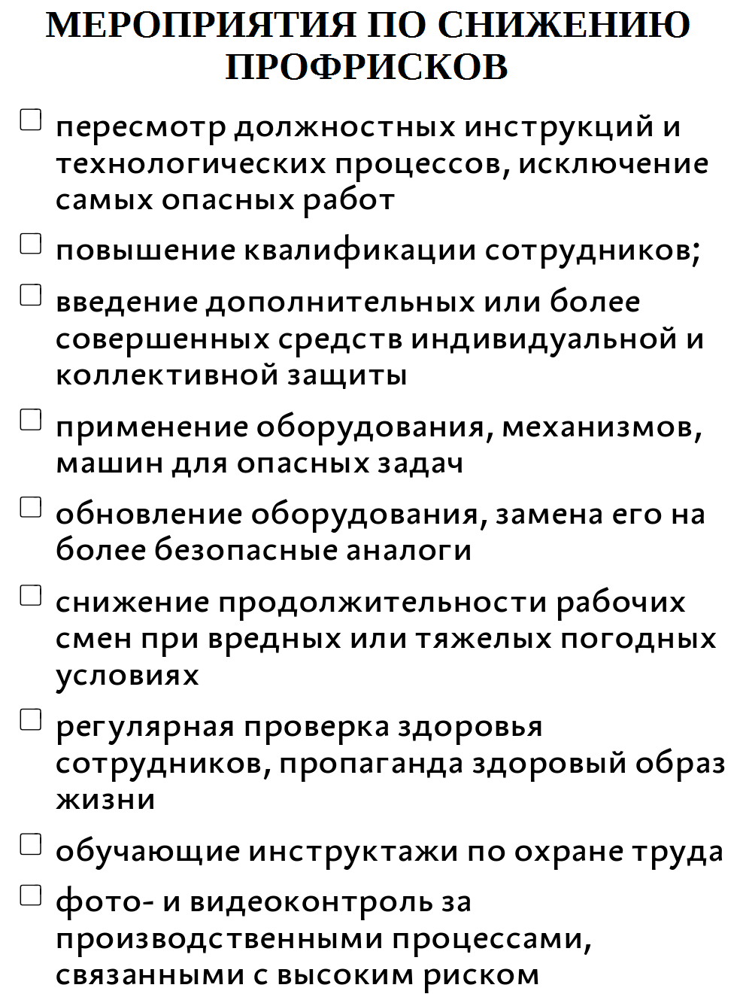 МЕРОПРИЯТИЯ ПО СНИЖЕНИЮ
ПРОФРИСКОВ
пересмотр должностных инструкций и
технологических процессов, исключение
самых опасных работ
повышение квалификации сотрудников;
введение дополнительных или более
совершенных средств индивидуальной и
коллективной защиты
применение оборудования, механизмов,
машин для опасных задач
обновление оборудования, замена его на
более безопасные аналоги
снижение продолжительности рабочих
смен при вредных или тяжелых погодных
условиях
регулярная проверка здоровья
сотрудников, пропаганда здоровый образ
жизни
обучающие инструктажи по охране труда
фото- и видеоконтроль за
производственными процессами,
связанными с высоким риском